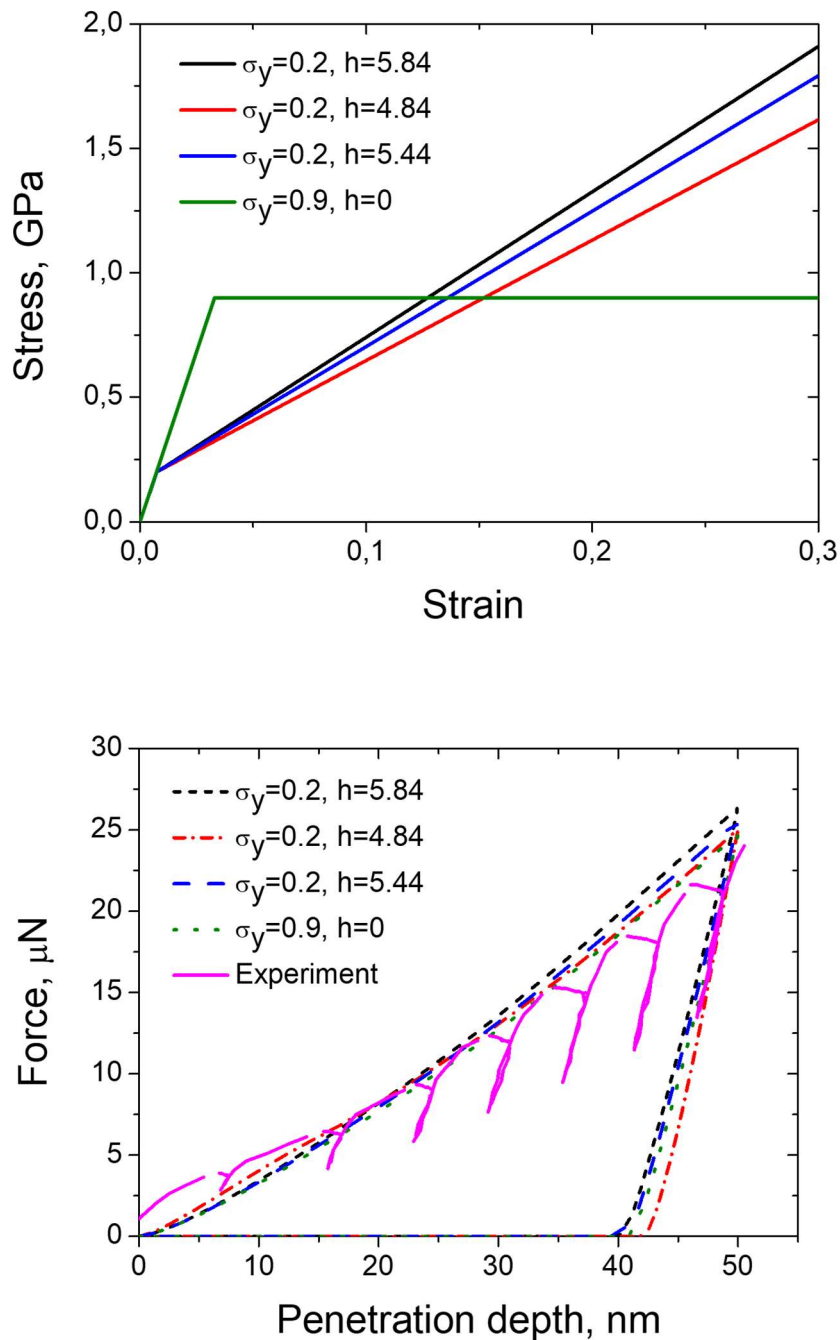 2,0
σy=0.2, h=5.84
σy=0.2, h=4.84
1,5
σy=0.2, h=5.44
σy=0.9, h=0
Stress, GPa
1,0
0,5
0,0
0,0 0,1 0,2 0,3
Strain
30
σy=0.2, h=5.84
25
σy=0.2, h=4.84
20
σy=0.2, h=5.44
σy=0.9, h=0
Force, μN
15
Experiment
10
5
0
0 10 20 30 40 50
Penetration depth, nm